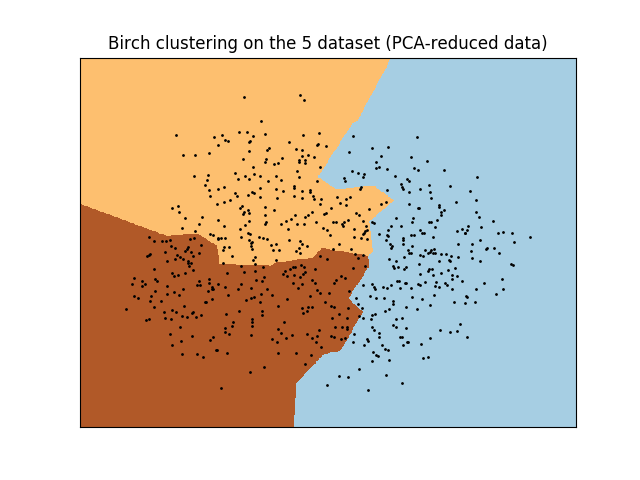 Birch clustering on the 5 dataset (PCA-reduced data)